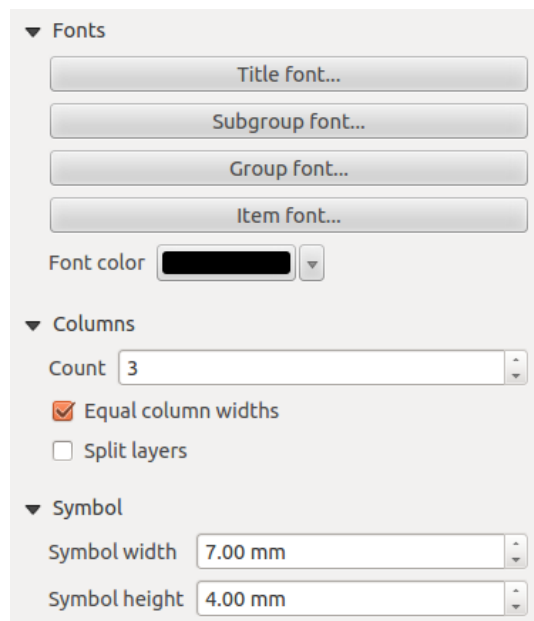 Fonts
Title font...
Subgroup font...
Group font...
Item font...
Font color
Columns
Count 3
Equal column widths
Split layers
Symbol
Symbol width 7.00 mm
Symbol height 4.00 mm